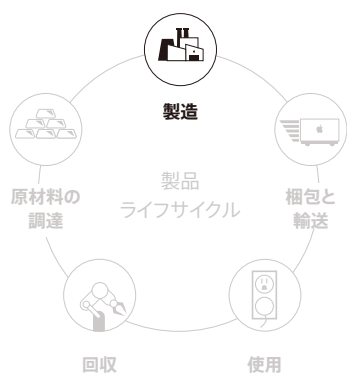 製造
原材料の
調達
製品
ライフサイクル
梱包と
輸送
回収
使用